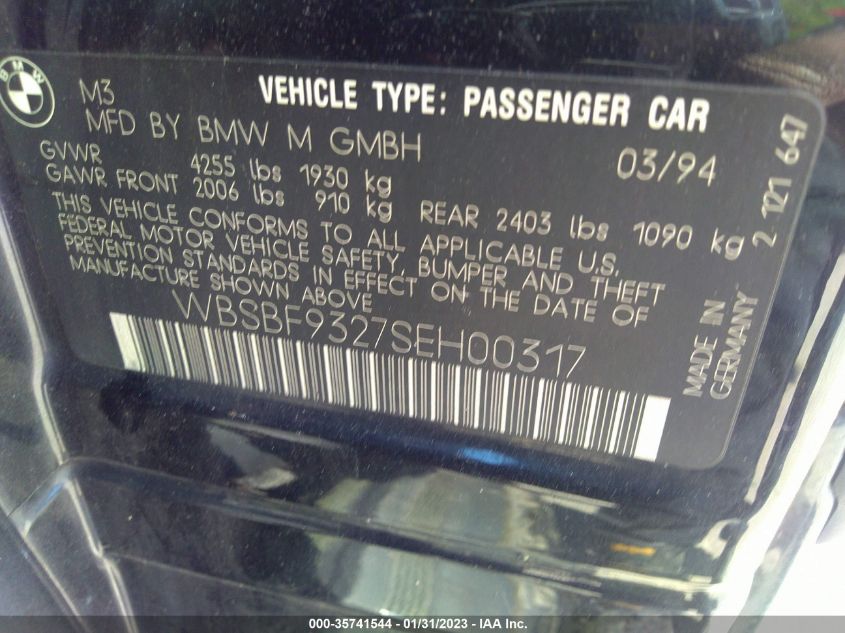 BMW
M3
VEHICLE TYPE: PASSENGER CAR
MFD BY BMW M GMBH
03/94
GVWR 4255 lbs 1930 kg
GAWR FRONT 2006 lbs 910 kg REAR 2403 lbs 1090 kg
THIS VEHICLE CONFORMS TO ALL APPLICABLE U.S.
FEDERAL MOTOR VEHICLE SAFETY, BUMPER AND THEFT
PREVENTION STANDARDS IN EFFECT ON THE DATE OF
MANUFACTURE SHOWN ABOVE
WBSBF9327SEH00317
2 121 647
MADE IN
GERMANY
000-35741544 / 01/31/2023 - IAA Inc.